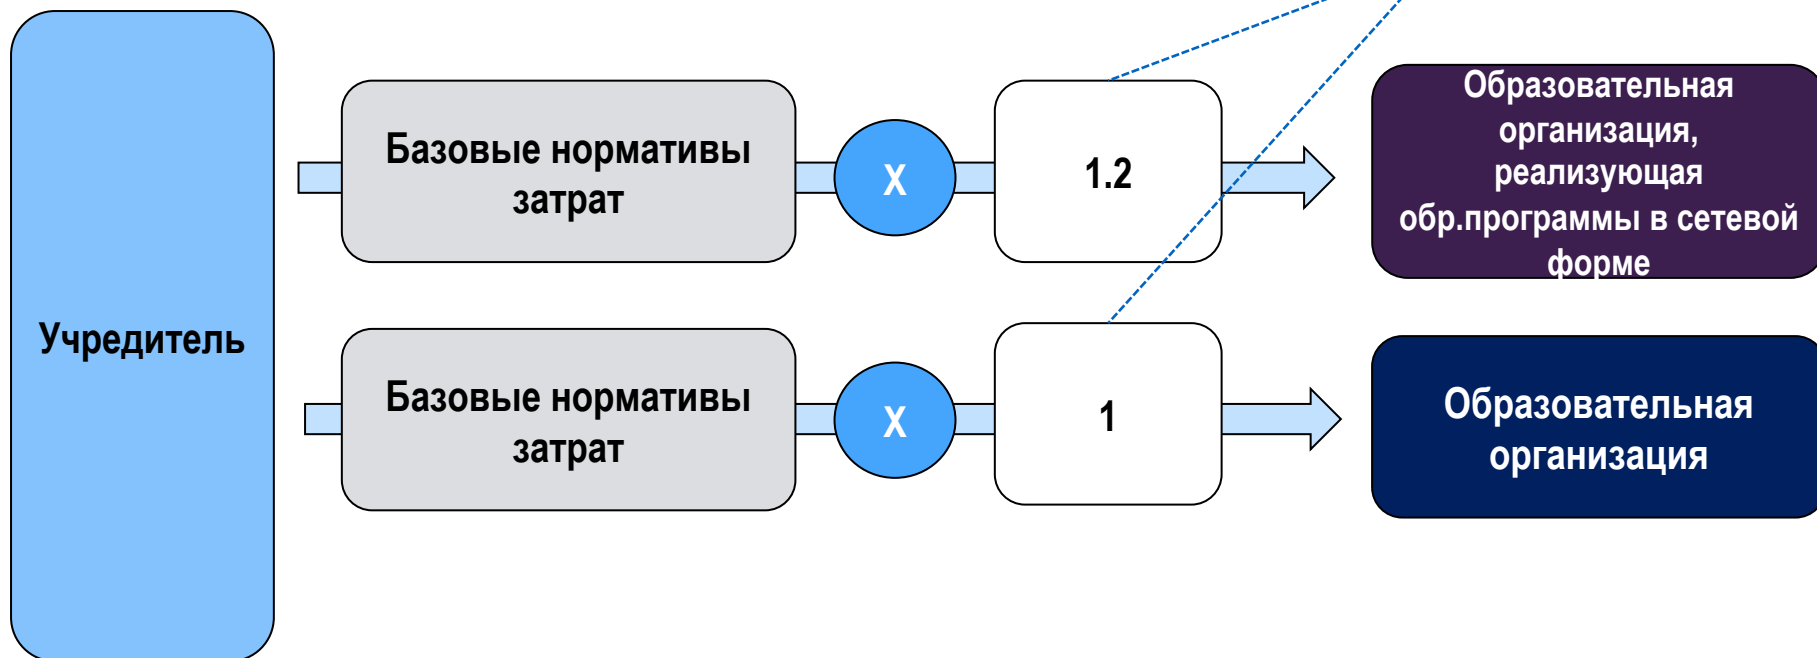 Учредитель
Базовые нормативы
затрат
X
1.2
Образовательная
организация,
реализующая
обр.программы в сетевой
форме
Базовые нормативы
затрат
X
1
Образовательная
организация